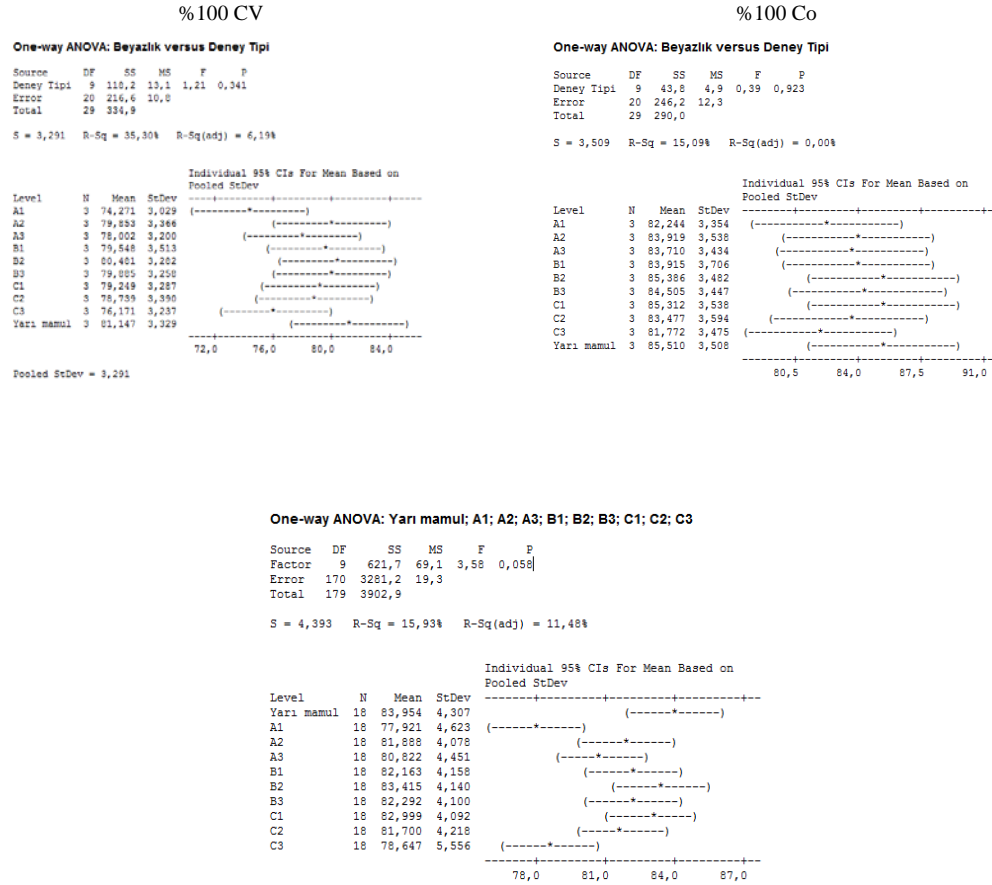 %100 CV
One-way ANOVA: Beyazlık versus Deney Tipi
Source DF SS MS F P
Deney Tipi 9 118,2 13,1 1,21 0,341
Error 20 216,6 10,8
Total 29 334,9
S = 3,291 R-Sq = 35,30% R-Sq(adj) = 6,19%
Individual 95% CIs For Mean Based on
Pooled StDev
Level N Mean StDev ----+---------+---------+---------+-----
A1 3 74,271 3,029 (---------*---------)
A2 3 79,853 3,366 (---------*---------)
A3 3 78,002 3,200 (---------*---------)
B1 3 79,548 3,513 (---------*---------)
B2 3 80,481 3,282 (---------*---------)
B3 3 79,885 3,258 (---------*---------)
C1 3 79,249 3,287 (---------*---------)
C2 3 78,739 3,390 (---------*---------)
C3 3 76,171 3,237 (---------*---------)
Yarı mamul 3 81,147 3,329 (---------*---------)
----+---------+---------+---------+-----
72,0 76,0 80,0 84,0
Pooled StDev = 3,291
%100 Co
One-way ANOVA: Beyazlık versus Deney Tipi
Source DF SS MS F P
Deney Tipi 9 43,8 4,9 0,39 0,923
Error 20 246,2 12,3
Total 29 290,0
S = 3,509 R-Sq = 15,09% R-Sq(adj) = 0,00%
Individual 95% CIs For Mean Based on
Pooled StDev
Level N Mean StDev --------+---------+---------+---------+-
A1 3 82,244 3,354 (-----------*-----------)
A2 3 83,919 3,538 (-----------*-----------)
A3 3 83,710 3,434 (-----------*-----------)
B1 3 83,915 3,706 (-----------*-----------)
B2 3 85,386 3,482 (-----------*-----------)
B3 3 84,505 3,447 (-----------*-----------)
C1 3 85,312 3,538 (-----------*-----------)
C2 3 83,477 3,594 (-----------*-----------)
C3 3 81,772 3,475 (-----------*-----------)
Yarı mamul 3 85,510 3,508 (-----------*-----------)
--------+---------+---------+---------+-
80,5 84,0 87,5 91,0
One-way ANOVA: Yarı mamul; A1; A2; A3; B1; B2; B3; C1; C2; C3
Source DF SS MS F P
Factor 9 621,7 69,1 3,58 0,058
Error 170 3281,2 19,3
Total 179 3902,9
S = 4,393 R-Sq = 15,93% R-Sq(adj) = 11,48%
Individual 95% CIs For Mean Based on
Pooled StDev
Level N Mean StDev -------+---------+---------+---------+--
Yarı mamul 18 83,954 4,307 (------*------)
A1 18 77,921 4,623 (------*------)
A2 18 81,888 4,078 (------*------)
A3 18 80,822 4,451 (-----*------)
B1 18 82,163 4,158 (------*------)
B2 18 83,415 4,140 (------*------)
B3 18 82,292 4,100 (------*------)
C1 18 82,999 4,092 (------*-----)
C2 18 81,700 4,218 (-----*------)
C3 18 78,647 5,556 (------*------)
-------+---------+---------+---------+--
78,0 81,0 84,0 87,0